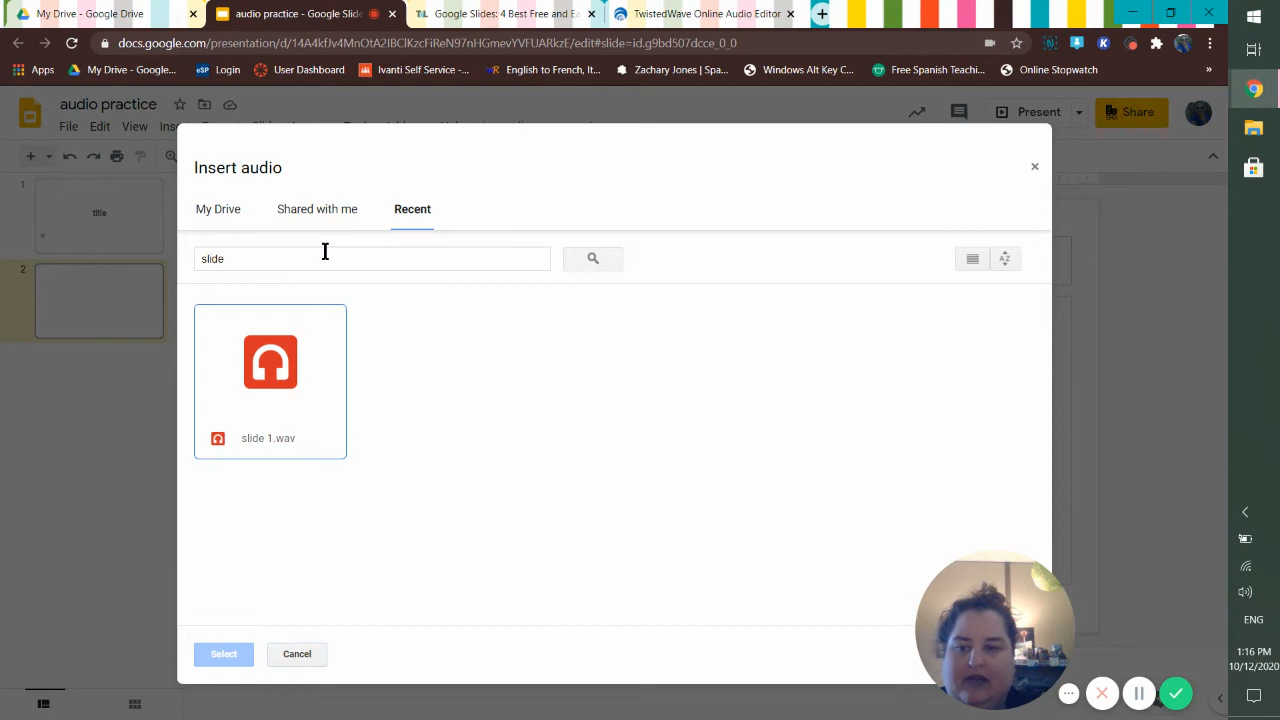 My Drive - Google Drive
audio practice - Google Slide
Google Slides: 4 Best Free and Ea
TwistedWave Online Audio Editor
docs.google.com/presentation/d/14A4kfJv4MnOtA2IBClKzcFiReN97nHGmevYVFUARkzE/edit#slide=id.g9bd507dcce_0_0
Apps
My Drive - Google...
Login
User Dashboard
Ivanti Self Service -...
English to French, It...
Zachary Jones | Spa...
Windows Alt Key C...
Free Spanish Teachi...
Online Stopwatch
»
audio practice
File
Edit
View
Present
Share
Insert audio
My Drive
Shared with me
Recent
slide
slide 1.wav
Select
Cancel
1
title
2
ENG
1:16 PM
10/12/2020